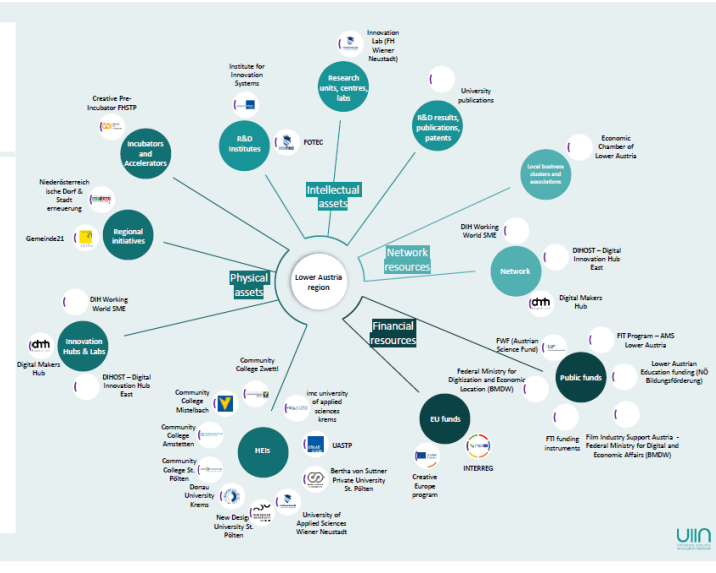 Innovation
Lab (FH
Wiener
Neustadt)
Institute for
Innovation
Systems
Research
units, centres,
labs
University
publications
Creative Pre-
Incubator FHSTP
R&D
institutes
FOTEC
R&D results,
publications,
patents
Economic
Chamber of
Lower Austria
Incubators
and
Accelerators
Local business
clusters and
associations
Niederösterreich
ische Dorf &
Stadt
erneuerung
Intellectual
assets
Gemeinde21
Regional
initiatives
DIH Working
World SME
Network
resources
Network
DIHOST – Digital
Innovation Hub
East
Physical
assets
Lower Austria
region
dmh
Digital Makers
Hub
DIH Working
World SME
Financial
resources
Innovation
Hubs & Labs
dmh
Digital Makers
Hub
DIHOST – Digital
Innovation Hub
East
FWF (Austrian
Science Fund)
FIT Program – AMS
Lower Austria
Federal Ministry for
Digitization and Economic
Location (BMDW)
Public funds
Lower Austrian
Education funding (NÖ
Bildungsförderung)
FTI funding
instruments
Film Industry Support Austria -
Federal Ministry for Digital and
Economic Affairs (BMDW)
EU funds
Creative
Europe
program
INTERREG
Community
College Zwettl
Community
College
Mistelbach
imc university
of applied
sciences
krems
Community
College
Amstetten
HEIs
UASTP
Community
College St.
Pölten
Bertha von Suttner
Private University
St. Pölten
Donau
University
Krems
New Design
University St.
Pölten
University of
Applied Sciences
Wiener Neustadt
UIIN